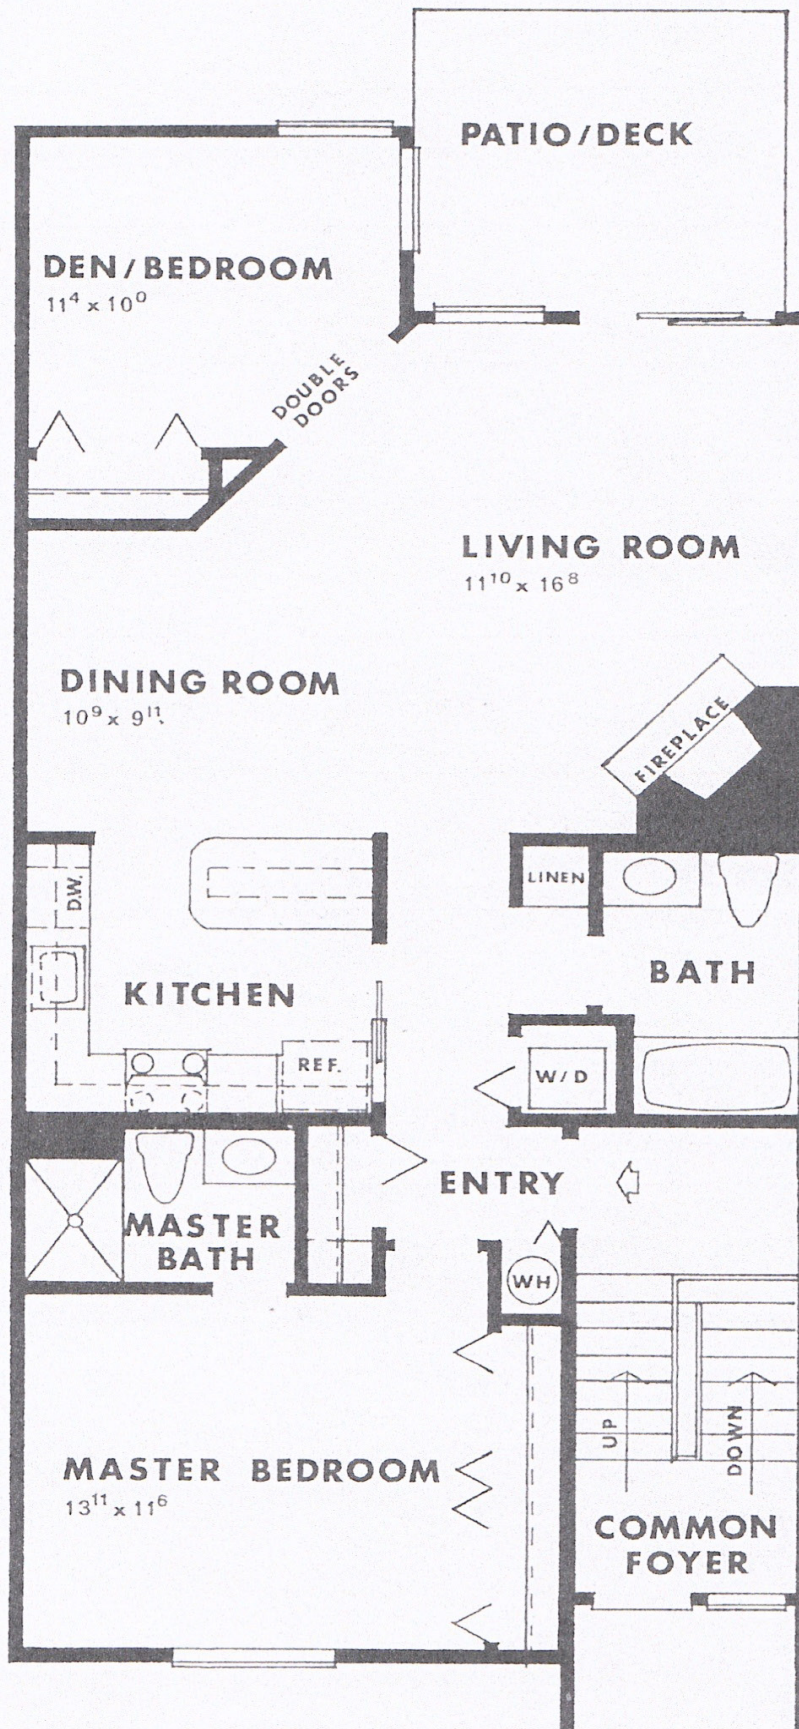 PATIO/DECK
DEN/BEDROOM
11⁴ x 10⁰
DOUBLE
DOORS
LIVING ROOM
11¹⁰ x 16⁸
DINING ROOM
10⁹ x 9¹¹
FIREPLACE
D.W.
LINEN
BATH
KITCHEN
REF.
W/D
ENTRY
MASTER
BATH
WH
UP
DOWN
MASTER BEDROOM
13¹¹ x 11⁶
COMMON
FOYER